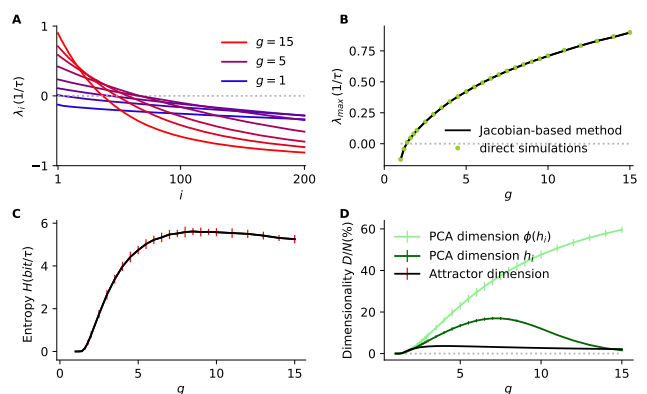 A
λᵢ (1/τ)
1
0
−1
g = 15
g = 5
g = 1
1
100
200
i
B
λₘₐₓ (1/τ)
0.75
0.50
0.25
0.00
Jacobian-based method
direct simulations
5
10
15
g
C
Entropy H(bit/τ)
6
4
2
0
0
5
10
15
g
D
Dimensionality D/N(%)
60
40
20
0
PCA dimension ϕ(hᵢ)
PCA dimension hᵢ
Attractor dimension
5
10
15
g